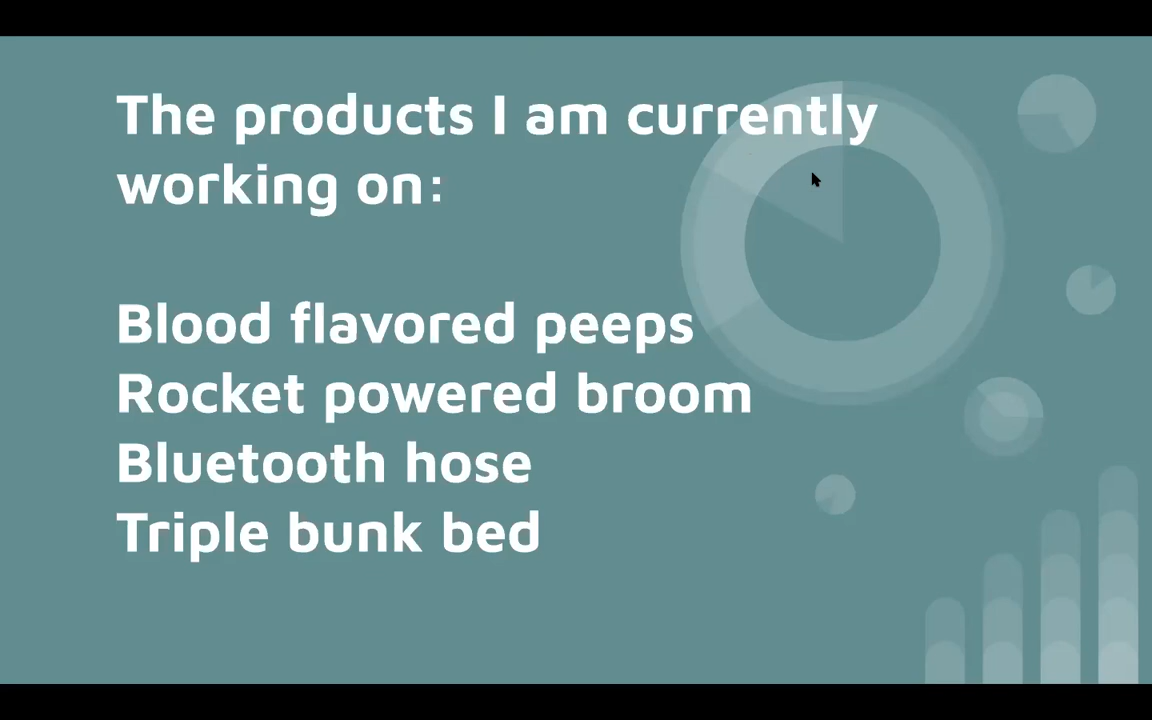 The products I am currently
working on:
Blood flavored peeps
Rocket powered broom
Bluetooth hose
Triple bunk bed